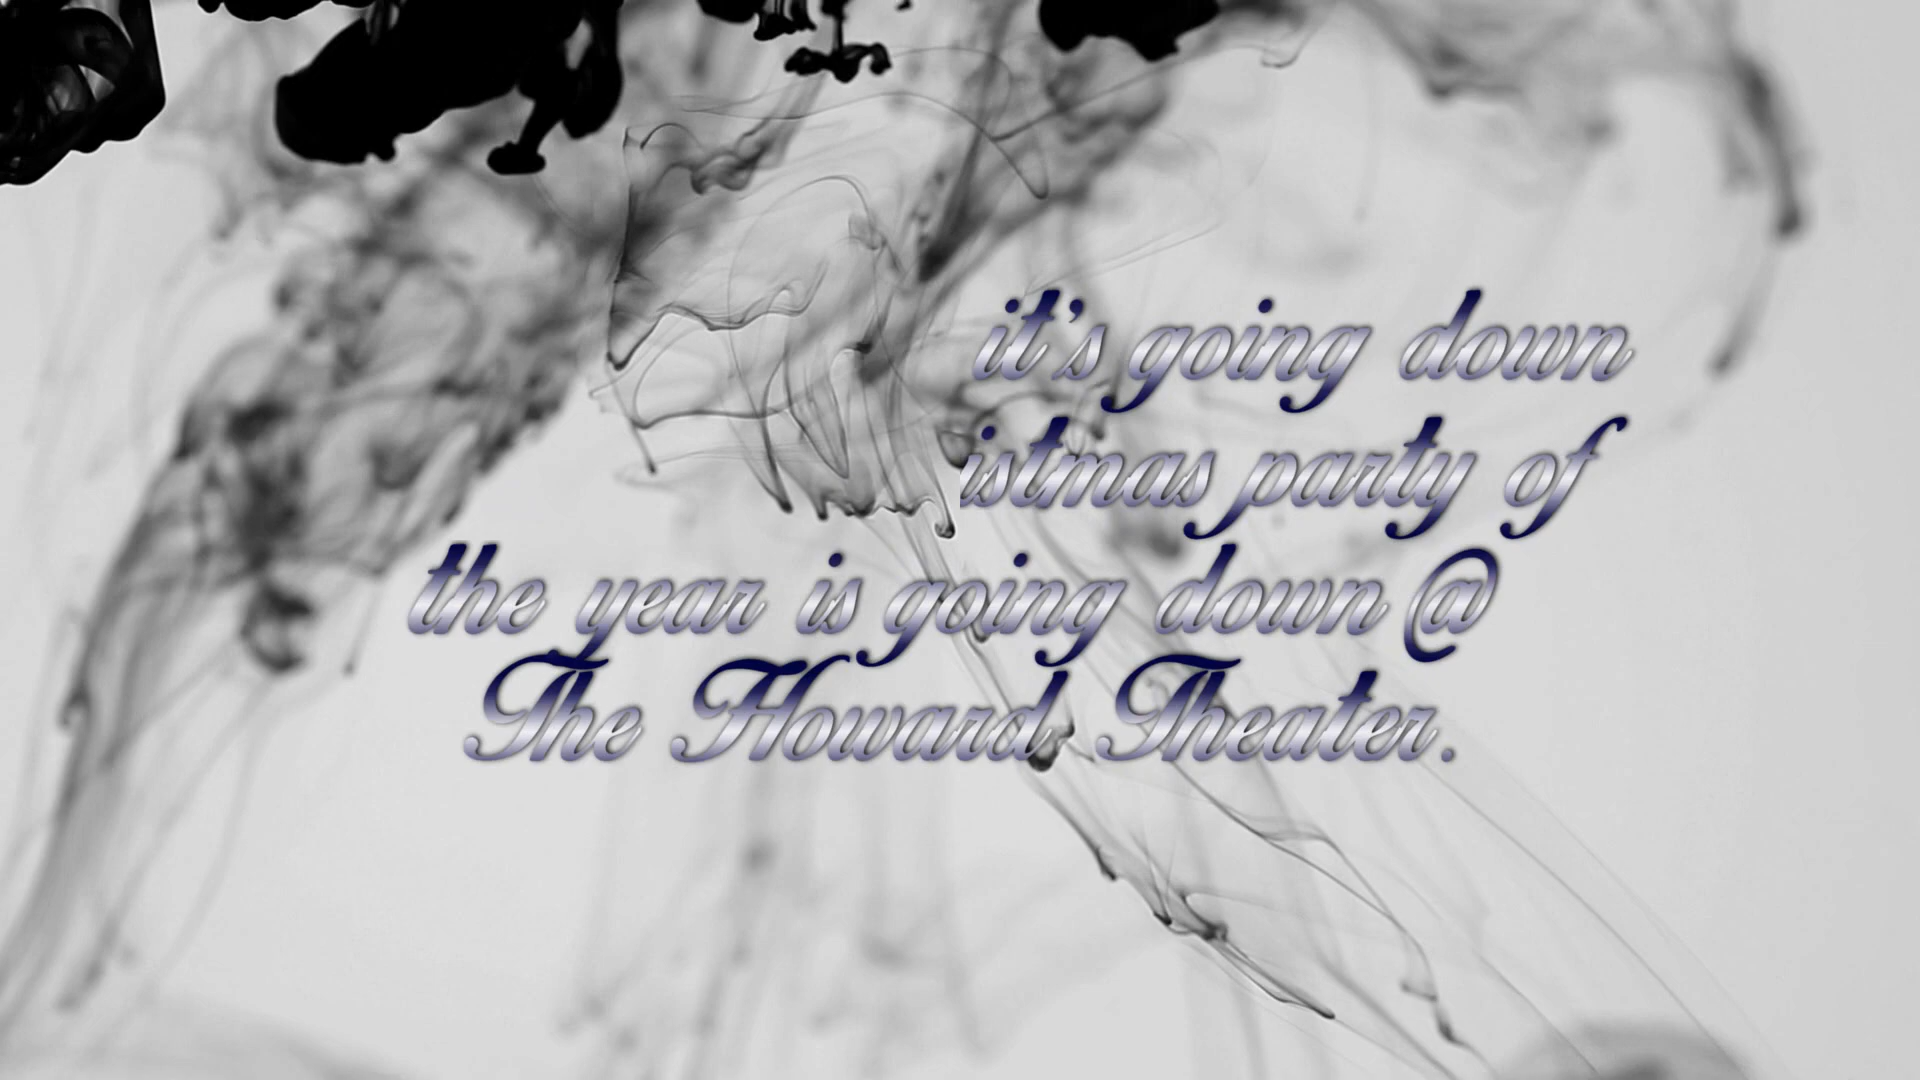 it's going down
istmas party of
the year is going down @
The Howard Theater.